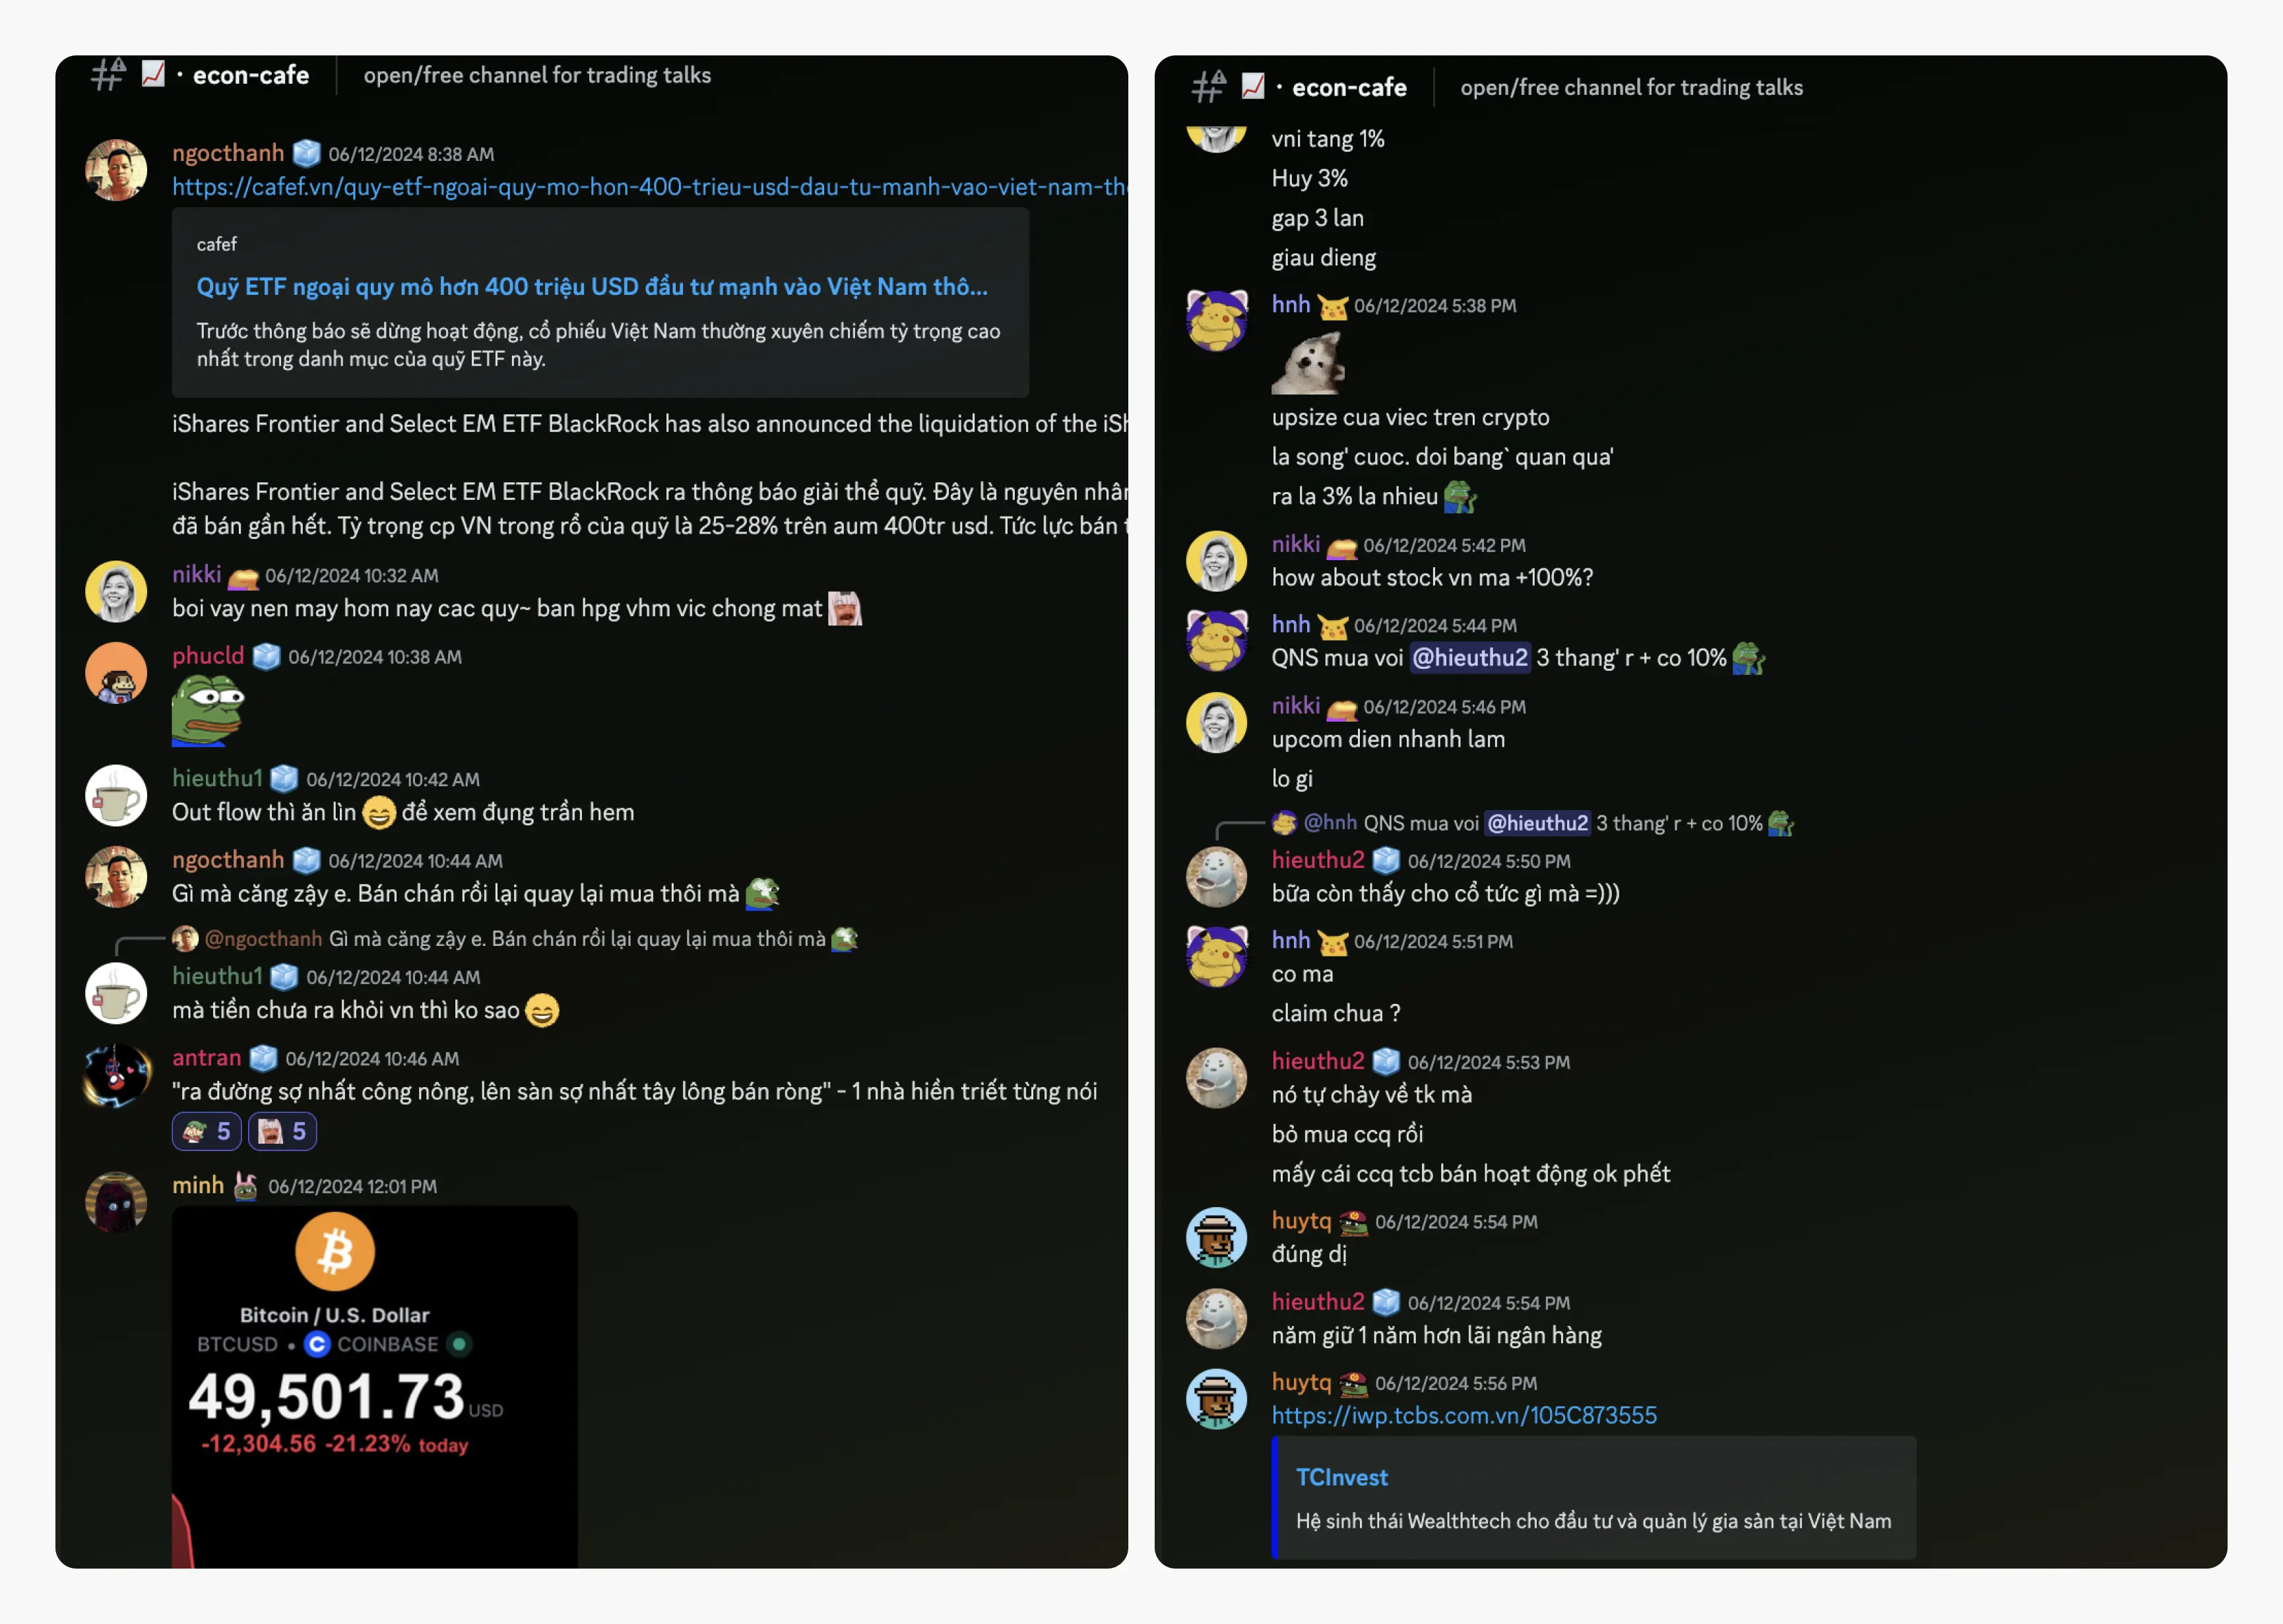 econ-cafe open/free channel for trading talks
ngocthanh 06/12/2024 8:38 AM
https://cafef.vn/quy-etf-ngoai-quy-mo-hon-400-trieu-usd-dau-tu-manh-vao-viet-nam-th
cafef
Quỹ ETF ngoại quy mô hơn 400 triệu USD đầu tư mạnh vào Việt Nam thô...
Trước thông báo sẽ dừng hoạt động, cổ phiếu Việt Nam thường xuyên chiếm tỷ trọng cao
nhất trong danh mục của quỹ ETF này.
iShares Frontier and Select EM ETF BlackRock has also announced the liquidation of the iSh
iShares Frontier and Select EM ETF BlackRock ra thông báo giải thể quỹ. Đây là nguyên nhân
đã bán gần hết. Tỷ trọng cp VN trong rổ của quỹ là 25-28% trên aum 400tr usd. Tức lực bán t
nikki 06/12/2024 10:32 AM
boi vay nen may hom nay cac quy~ ban hpg vhm vic chong mat
phucld 06/12/2024 10:38 AM
hieuthu1 06/12/2024 10:42 AM
Out flow thì ăn lìn 😄 để xem đụng trần hem
ngocthanh 06/12/2024 10:44 AM
Gì mà căng zậy e. Bán chán rồi lại quay lại mua thôi mà
@ngocthanh Gì mà căng zậy e. Bán chán rồi lại quay lại mua thôi mà
hieuthu1 06/12/2024 10:44 AM
mà tiền chưa ra khỏi vn thì ko sao 😄
antran 06/12/2024 10:46 AM
"ra đường sợ nhất công nông, lên sàn sợ nhất tây lông bán ròng" - 1 nhà hiền triết từng nói
5 5
minh 06/12/2024 12:01 PM
Bitcoin / U.S. Dollar
BTCUSD • COINBASE
49,501.73 USD
-12,304.56 -21.23% today
econ-cafe open/free channel for trading talks
vni tang 1%
Huy 3%
gap 3 lan
giau dieng
hnh 06/12/2024 5:38 PM
upsize cua viec tren crypto
la song' cuoc. doi bang` quan qua'
ra la 3% la nhieu
nikki 06/12/2024 5:42 PM
how about stock vn ma +100%?
hnh 06/12/2024 5:44 PM
QNS mua voi @hieuthu2 3 thang' r + co 10%
nikki 06/12/2024 5:46 PM
upcom dien nhanh lam
lo gi
@hnh QNS mua voi @hieuthu2 3 thang' r + co 10%
hieuthu2 06/12/2024 5:50 PM
bữa còn thấy cho cổ tức gì mà =)))
hnh 06/12/2024 5:51 PM
co ma
claim chua ?
hieuthu2 06/12/2024 5:53 PM
nó tự chảy về tk mà
bỏ mua ccq rồi
mấy cái ccq tcb bán hoạt động ok phết
huytq 06/12/2024 5:54 PM
đúng dị
hieuthu2 06/12/2024 5:54 PM
năm giữ 1 năm hơn lãi ngân hàng
huytq 06/12/2024 5:56 PM
https://iwp.tcbs.com.vn/105C873555
TCInvest
Hệ sinh thái Wealthtech cho đầu tư và quản lý gia sản tại Việt Nam